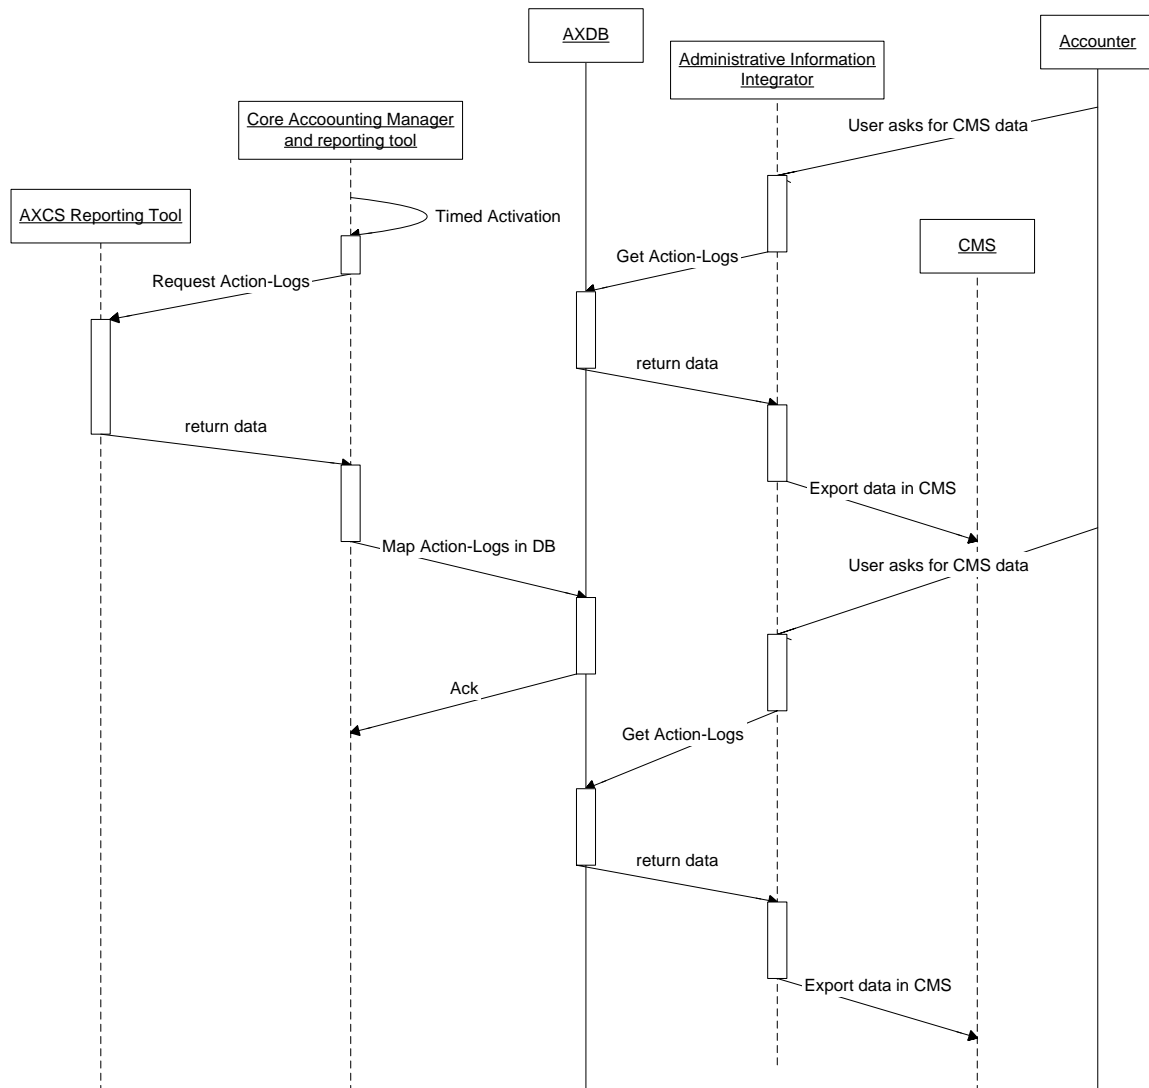 AXDB
Accounter
Administrative Information
Integrator
Core Accoounting Manager
and reporting tool
User asks for CMS data
AXCS Reporting Tool
Timed Activation
CMS
Get Action-Logs
Request Action-Logs
return data
return data
Export data in CMS
Map Action-Logs in DB
User asks for CMS data
Ack
Get Action-Logs
return data
Export data in CMS